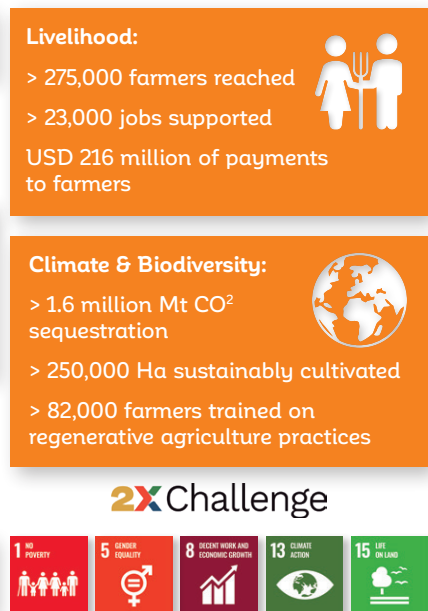 Livelihood:
> 275,000 farmers reached
> 23,000 jobs supported
USD 216 million of payments
to farmers
Climate & Biodiversity:
> 1.6 million Mt CO²
sequestration
> 250,000 Ha sustainably cultivated
> 82,000 farmers trained on
regenerative agriculture practices
2X Challenge
1 NO
POVERTY
5 GENDER
EQUALITY
8 DECENT WORK AND
ECONOMIC GROWTH
13 CLIMATE
ACTION
15 LIFE
ON LAND